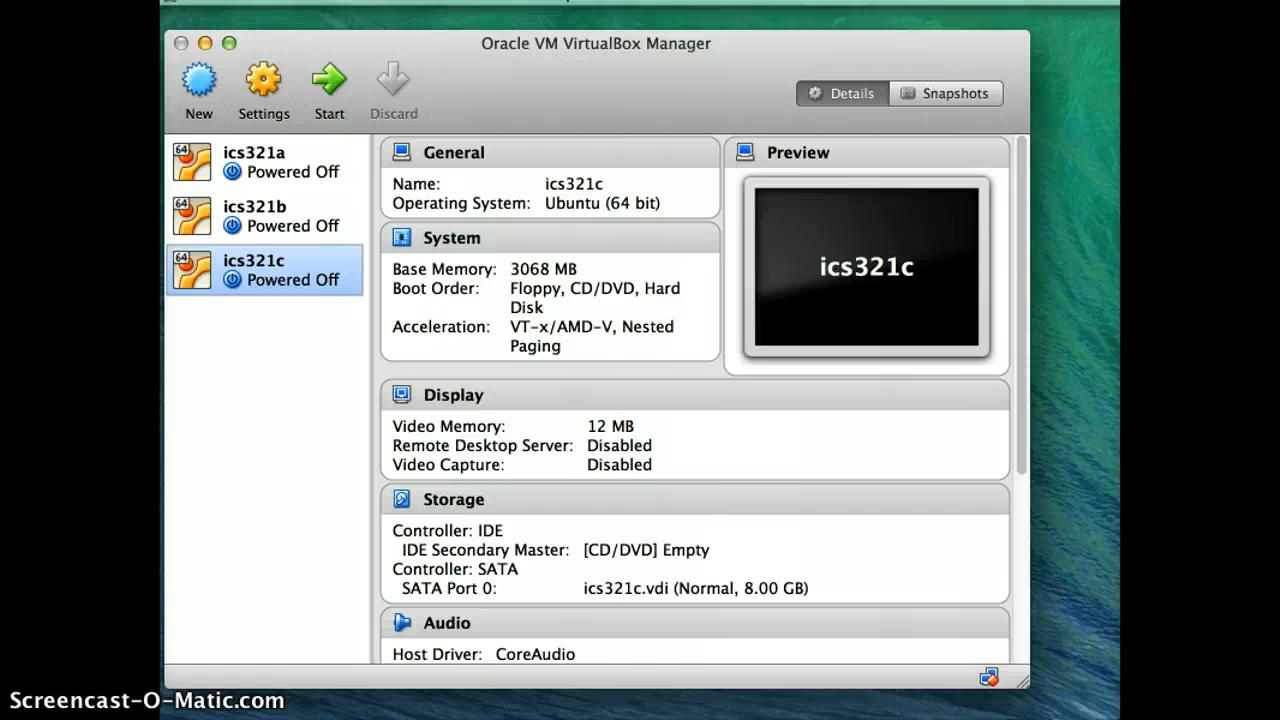 Oracle VM VirtualBox Manager
New Settings Start Discard
Details Snapshots
64 ics321a
Powered Off
64 ics321b
Powered Off
64 ics321c
Powered Off
General
Name: ics321c
Operating System: Ubuntu (64 bit)
System
Base Memory: 3068 MB
Boot Order: Floppy, CD/DVD, Hard
Disk
Acceleration: VT-x/AMD-V, Nested
Paging
Preview
ics321c
Display
Video Memory: 12 MB
Remote Desktop Server: Disabled
Video Capture: Disabled
Storage
Controller: IDE
IDE Secondary Master: [CD/DVD] Empty
Controller: SATA
SATA Port 0: ics321c.vdi (Normal, 8.00 GB)
Audio
Host Driver: CoreAudio
Screencast-O-Matic.com